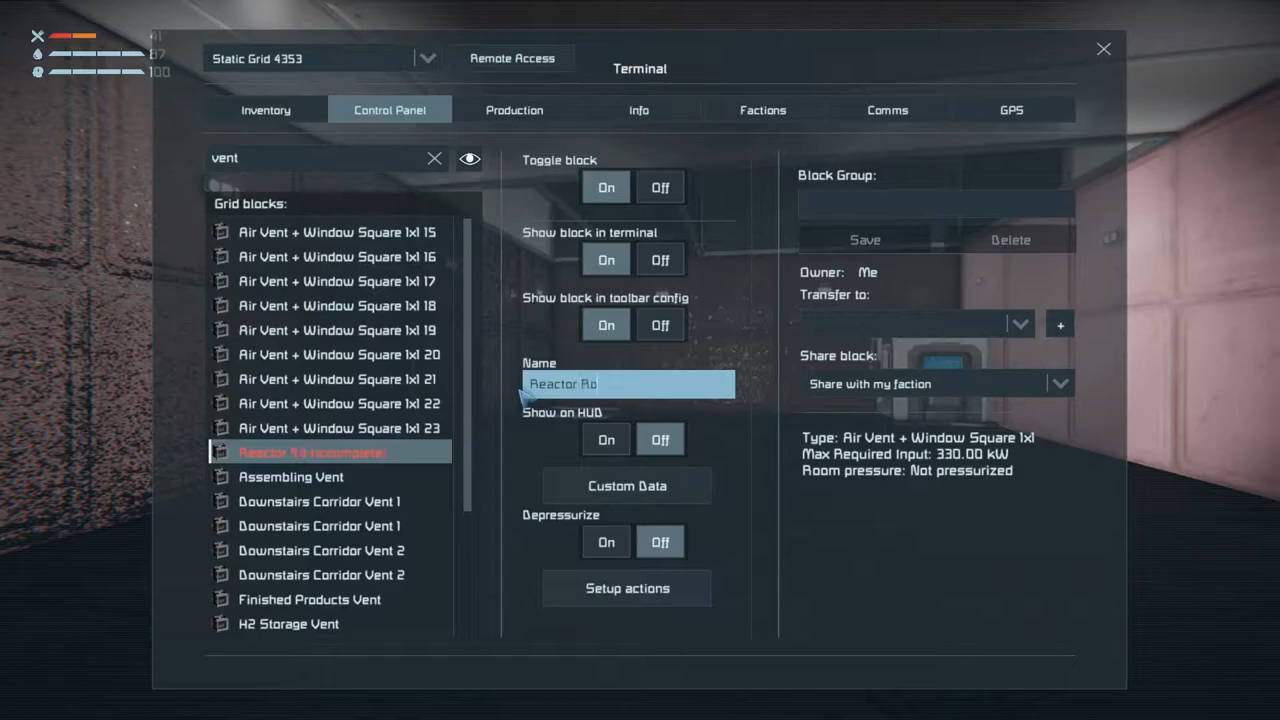 41
87
100
Static Grid 4353
Remote Access
Terminal
Inventory
Control Panel
Production
Info
Factions
Comms
GPS
vent
Grid blocks:
Air Vent + Window Square 1x1 15
Air Vent + Window Square 1x1 16
Air Vent + Window Square 1x1 17
Air Vent + Window Square 1x1 18
Air Vent + Window Square 1x1 19
Air Vent + Window Square 1x1 20
Air Vent + Window Square 1x1 21
Air Vent + Window Square 1x1 22
Air Vent + Window Square 1x1 23
(Incomplete)
Assembling Vent
Downstairs Corridor Vent 1
Downstairs Corridor Vent 1
Downstairs Corridor Vent 2
Downstairs Corridor Vent 2
Finished Products Vent
H2 Storage Vent
Toggle block
On Off
Show block in terminal
On Off
Show block in toolbar config
On Off
Name
Reactor Ro
Show on HUD
On Off
Custom Data
Depressurize
On Off
Setup actions
Block Group:
Save
Delete
Owner: Me
Transfer to:
+
Share block:
Share with my faction
Type: Air Vent + Window Square 1x1
Max Required Input: 330.00 kW
Room pressure: Not pressurized